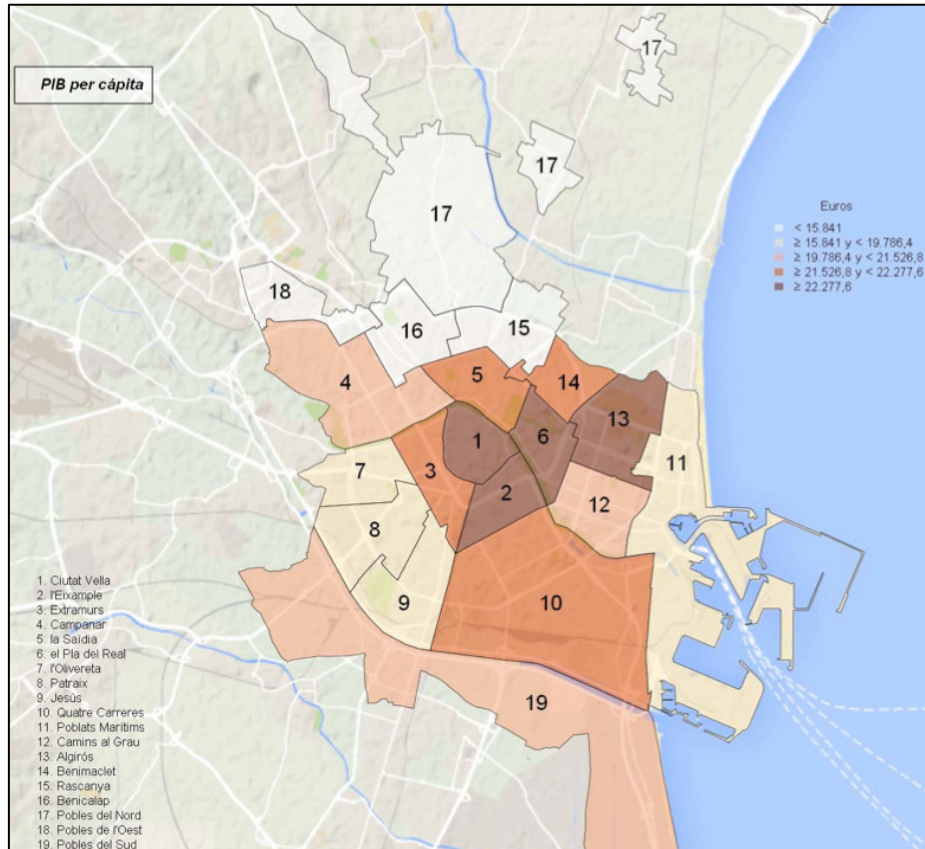 PIB per cápita
17
17
17
Euros
< 15.841
≥ 15.841 y < 19.786,4
≥ 19.786,4 y < 21.526,8
≥ 21.526,8 y < 22.277,6
≥ 22.277,6
18
16
15
4
5
14
13
1
6
11
7
3
2
12
8
10
9
19
1. Ciutat Vella
2. l'Eixample
3. Extramurs
4. Campanar
5. la Saïdia
6. el Pla del Real
7. l'Olivereta
8. Patraix
9. Jesús
10. Quatre Carreres
11. Poblats Marítims
12. Camins al Grau
13. Algirós
14. Benimaclet
15. Rascanya
16. Benicalap
17. Pobles del Nord
18. Pobles de l'Oest
19. Pobles del Sud